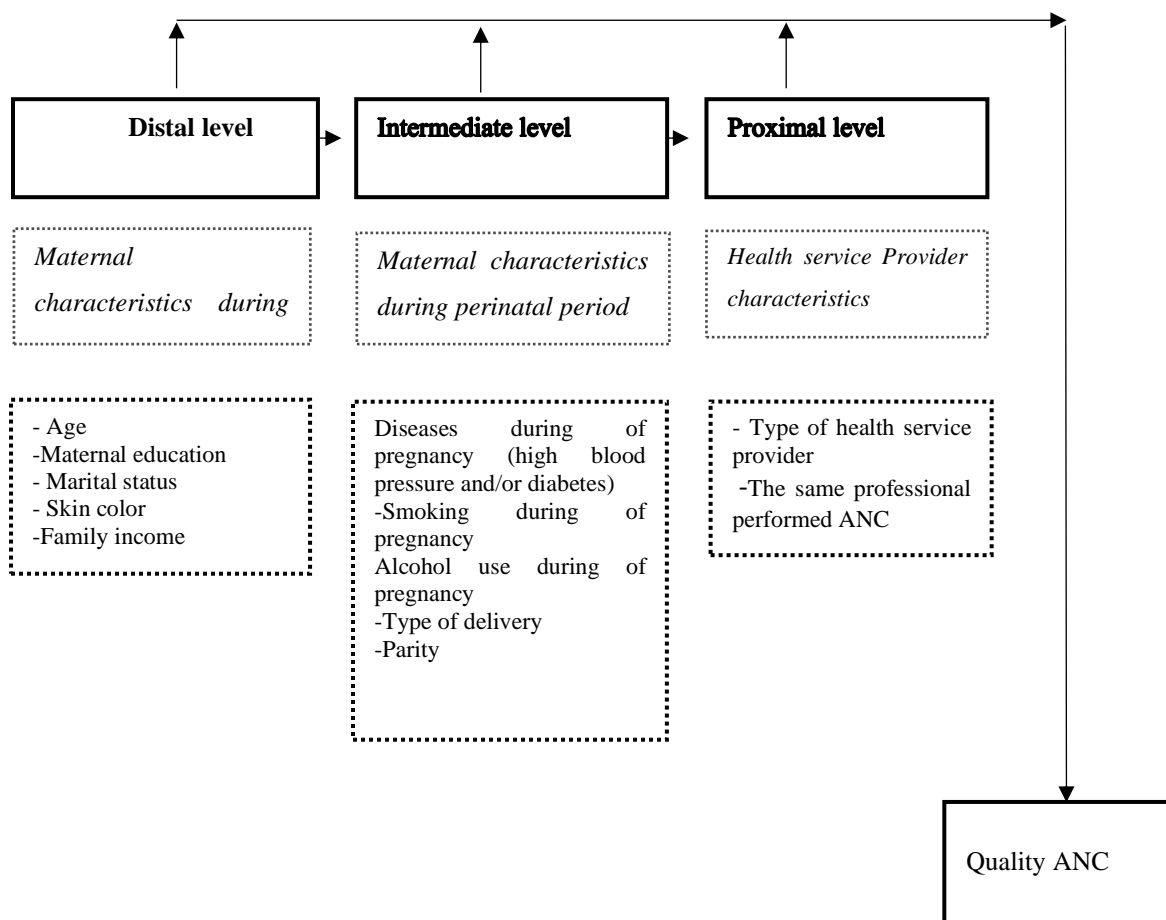 Distal level
Intermediate level
Proximal level
Maternal
characteristics during
Maternal characteristics
during perinatal period
Health service Provider
characteristics
- Age
-Maternal education
- Marital status
- Skin color
-Family income
Diseases during of
pregnancy (high blood
pressure and/or diabetes)
-Smoking during of
pregnancy
Alcohol use during of
pregnancy
-Type of delivery
-Parity
- Type of health service
provider
-The same professional
performed ANC
Quality ANC